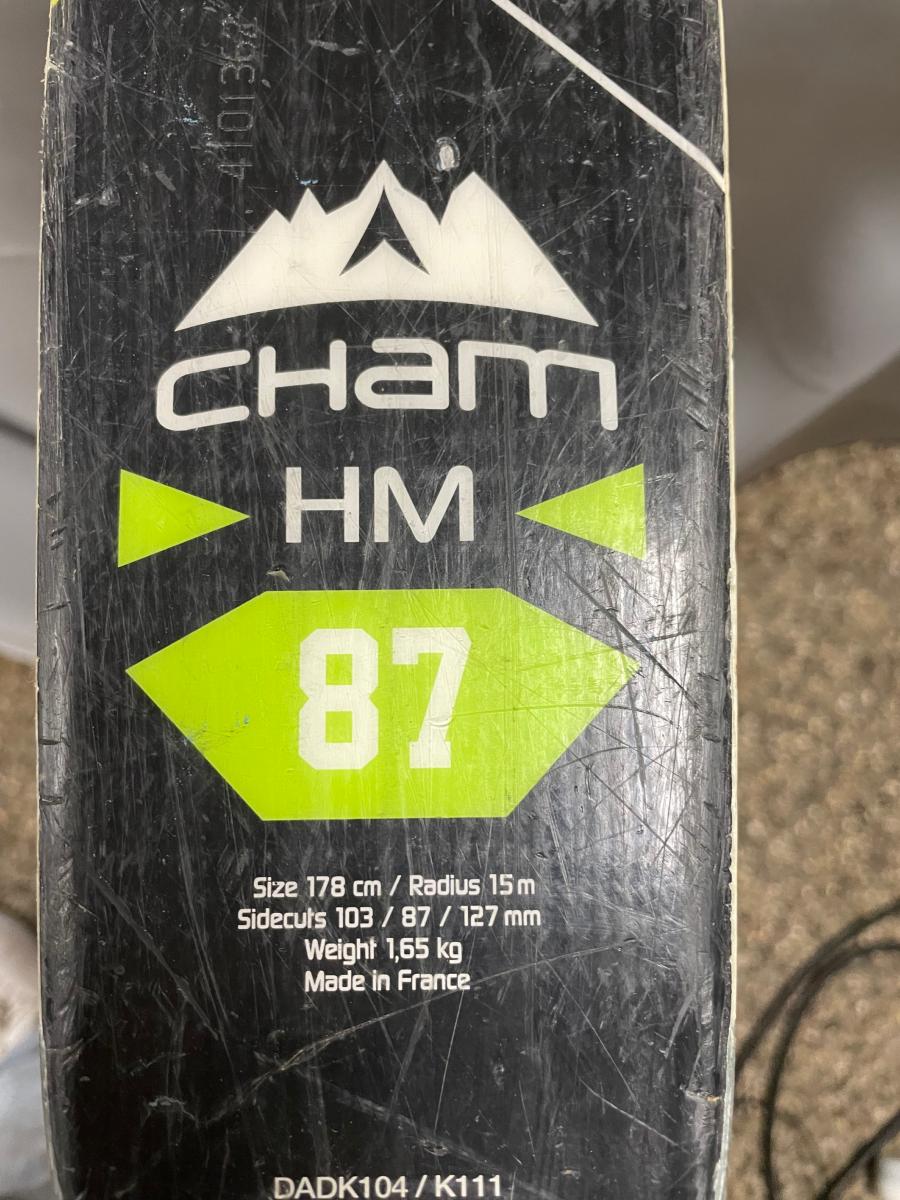 CHAM
HM
87
Size 178 cm / Radius 15 m
Sidecuts 103 / 87 / 127 mm
Weight 1,65 kg
Made in France
DADK104 / K111